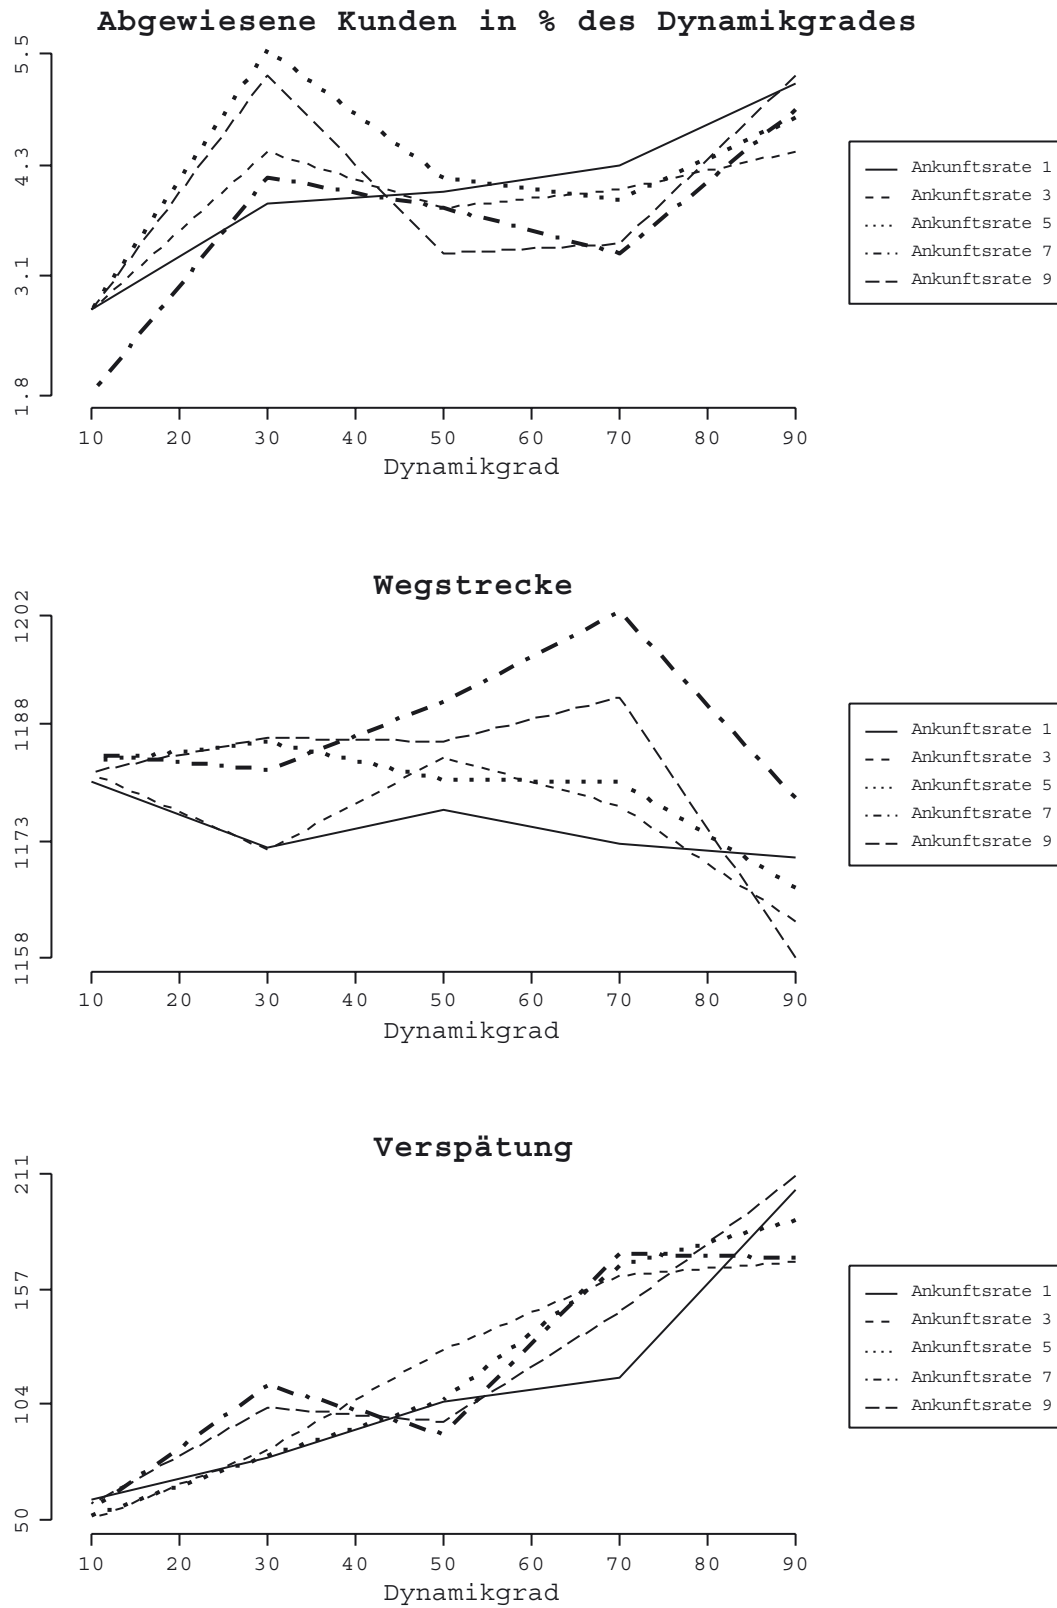 Abgewiesene Kunden in % des Dynamikgrades
5.5
4.3
3.1
1.8
10 20 30 40 50 60 70 80 90
Dynamikgrad
Ankunftsrate 1
Ankunftsrate 3
Ankunftsrate 5
Ankunftsrate 7
Ankunftsrate 9
Wegstrecke
1202
1188
1173
1158
10 20 30 40 50 60 70 80 90
Dynamikgrad
Ankunftsrate 1
Ankunftsrate 3
Ankunftsrate 5
Ankunftsrate 7
Ankunftsrate 9
Verspätung
211
157
104
50
10 20 30 40 50 60 70 80 90
Dynamikgrad
Ankunftsrate 1
Ankunftsrate 3
Ankunftsrate 5
Ankunftsrate 7
Ankunftsrate 9